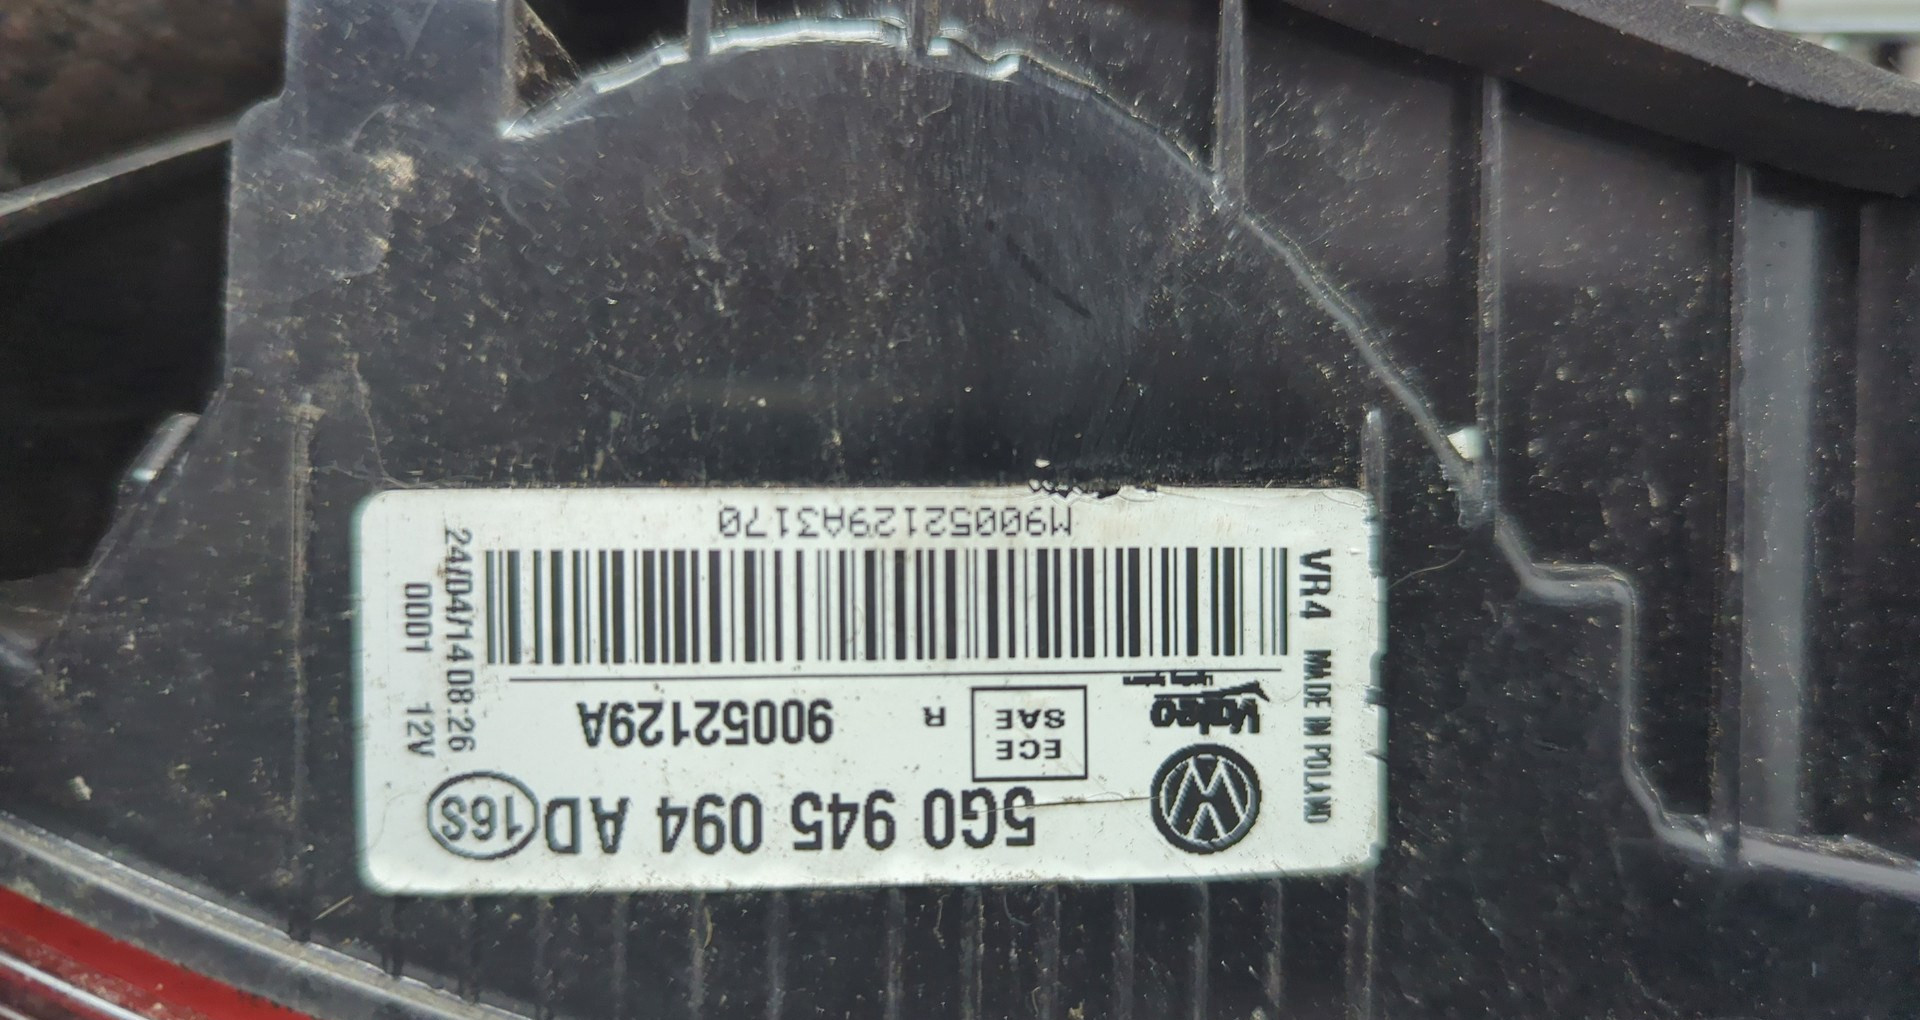 5G0 945 094 AD 16S
ECE
SAE
R 90052129A
Valeo
M90052129A3170
VR4 MADE IN POLAND
24/04/14 08:26
0001 12V